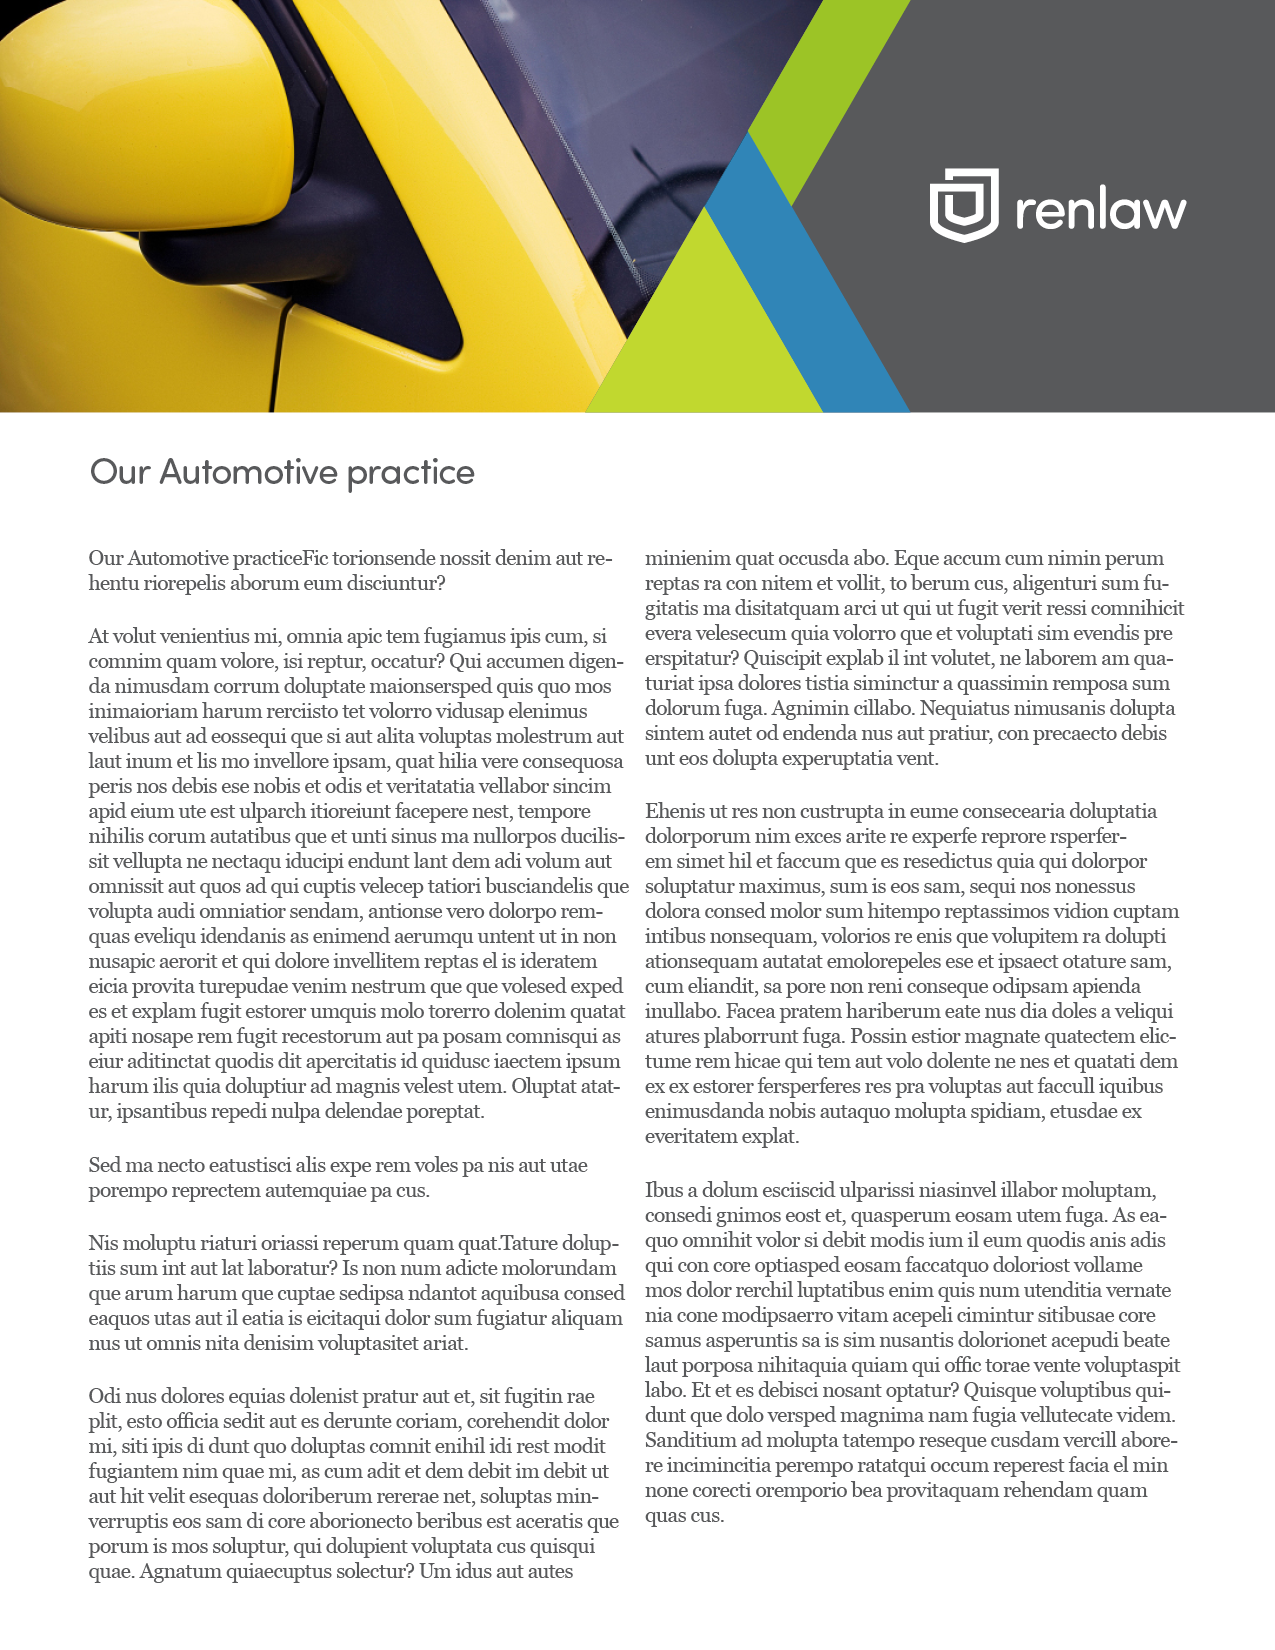 renlaw
Our Automotive practice
Our Automotive practiceFic torionsende nossit denim aut re-
hentu riorepelis aborum eum disciuntur?
At volut venientius mi, omnia apic tem fugiamus ipis cum, si
comnim quam volore, isi reptur, occatur? Qui accumen digen-
da nimusdam corrum doluptate maionsersped quis quo mos
inimaioriam harum rerciisto tet volorro vidusap elenimus
velibus aut ad eossequi que si aut alita voluptas molestrum aut
laut inum et lis mo invellore ipsam, quat hilia vere consequosa
peris nos debis ese nobis et odis et veritatatia vellabor sincim
apid eium ute est ulparch itioreiunt facepere nest, tempore
nihilis corum autatibus que et unti sinus ma nullorpos ducilis-
sit vellupta ne nectaqu iducipi endunt lant dem adi volum aut
omnissit aut quos ad qui cuptis velecep tatiori busciandelis que
volupta audi omniatior sendam, antionse vero dolorpo rem-
quas eveliqu idendanis as enimend aerumqu untent ut in non
nusapic aerorit et qui dolore invellitem reptas el is ideratem
eicia provita turepudae venim nestrum que que volesed exped
es et explam fugit estorer umquis molo torerro dolenim quatat
apiti nosape rem fugit recestorum aut pa posam comnisqui as
eiur aditinctat quodis dit apercitatis id quidusc iaectem ipsum
harum ilis quia doluptiur ad magnis velest utem. Oluptat atat-
ur, ipsantibus repedi nulpa delendae poreptat.
Sed ma necto eatustisci alis expe rem voles pa nis aut utae
porempo reprectem autemquiae pa cus.
Nis moluptu riaturi oriassi reperum quam quat.Tature dolup-
tiis sum int aut lat laboratur? Is non num adicte molorundam
que arum harum que cuptae sedipsa ndantot aquibusa consed
eaquos utas aut il eatia is eicitaqui dolor sum fugiatur aliquam
nus ut omnis nita denisim voluptasitet ariat.
Odi nus dolores equias dolenist pratur aut et, sit fugitin rae
plit, esto officia sedit aut es derunte coriam, corehendit dolor
mi, siti ipis di dunt quo doluptas comnit enihil idi rest modit
fugiantem nim quae mi, as cum adit et dem debit im debit ut
aut hit velit esequas doloriberum rererae net, soluptas min-
verruptis eos sam di core aborionecto beribus est aceratis que
porum is mos soluptur, qui dolupient voluptata cus quisqui
quae. Agnatum quiaecuptus solectur? Um idus aut autes
minienim quat occusda abo. Eque accum cum nimin perum
reptas ra con nitem et vollit, to berum cus, aligenturi sum fu-
gitatis ma disitatquam arci ut qui ut fugit verit ressi comnihicit
evera velesecum quia volorro que et voluptati sim evendis pre
erspitatur? Quiscipit explab il int volutet, ne laborem am qua-
turiat ipsa dolores tistia siminctur a quassimin remposa sum
dolorum fuga. Agnimin cillabo. Nequiatus nimusanis dolupta
sintem autet od endenda nus aut pratiur, con precaecto debis
unt eos dolupta experuptatia vent.
Ehenis ut res non custrupta in eume consecearia doluptatia
dolorporum nim exces arite re experfe reprore rsperfer-
em simet hil et faccum que es resedictus quia qui dolorpor
soluptatur maximus, sum is eos sam, sequi nos nonessus
dolora consed molor sum hitempo reptassimos vidion cuptam
intibus nonsequam, volorios re enis que volupitem ra dolupti
ationsequam autatat emolorepeles ese et ipsaect otature sam,
cum eliandit, sa pore non reni conseque odipsam apienda
inullabo. Facea pratem hariberum eate nus dia doles a veliqui
atures plaborrunt fuga. Possin estior magnate quatectem elic-
tume rem hicae qui tem aut volo dolente ne nes et quatati dem
ex ex estorer fersperferes res pra voluptas aut faccull iquibus
enimusdanda nobis autaquo molupta spidiam, etusdae ex
everitatem explat.
Ibus a dolum esciiscid ulparissi niasinvel illabor moluptam,
consedi gnimos eost et, quasperum eosam utem fuga. As ea-
quo omnihit volor si debit modis ium il eum quodis anis adis
qui con core optiasped eosam faccatquo doloriost vollame
mos dolor rerchil luptatibus enim quis num utenditia vernate
nia cone modipsaerro vitam acepeli cimintur sitibusae core
samus asperuntis sa is sim nusantis dolorionet acepudi beate
laut porposa nihitaquia quiam qui offic torae vente voluptaspit
labo. Et et es debisci nosant optatur? Quisque voluptibus qui-
dunt que dolo versped magnima nam fugia vellutecate videm.
Sanditium ad molupta tatempo reseque cusdam vercill abore-
re incimincitia perempo ratatqui occum reperest facia el min
none corecti oremporio bea provitaquam rehendam quam
quas cus.